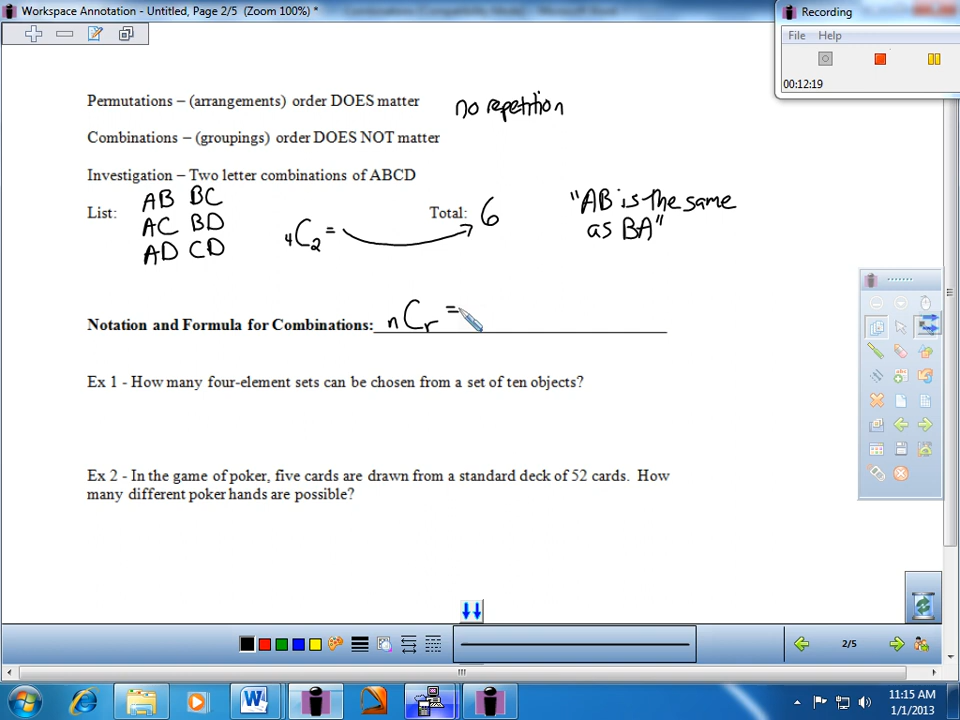 Workspace Annotation - Untitled, Page 2/5 (Zoom 100%) *
Recording
File Help
00:12:19
Permutations – (arrangements) order DOES matter no repetition
Combinations – (groupings) order DOES NOT matter
Investigation – Two letter combinations of ABCD
List: AB BC
AC BD
AD CD
₄C₂ =
Total: 6
"AB is the same
as BA"
Notation and Formula for Combinations: nCr =
Ex 1 - How many four-element sets can be chosen from a set of ten objects?
Ex 2 - In the game of poker, five cards are drawn from a standard deck of 52 cards. How
many different poker hands are possible?
2/5
11:15 AM
1/1/2013